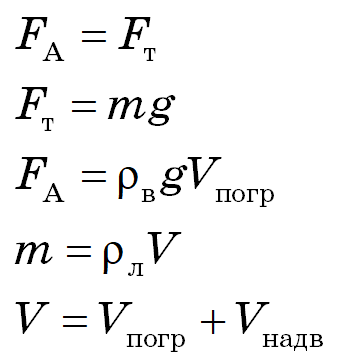 F_А = F_т
F_т = mg
F_А = ρ_в gV_погр
m = ρ_л V
V = V_погр + V_надв